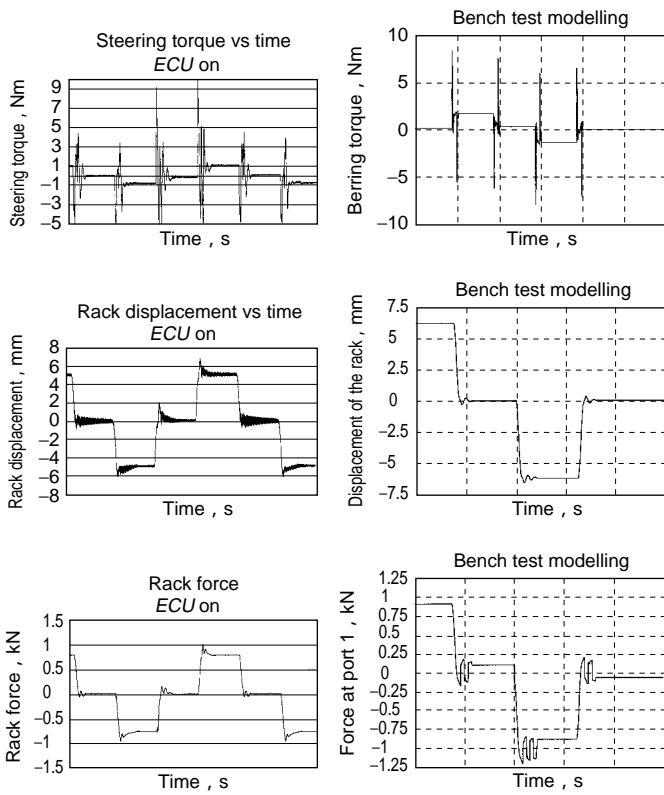 Steering torque vs time
ECU on
Steering torque , Nm
9
7
5
3
1
−1
−3
−5
Time , s
Bench test modelling
Berring torque , Nm
10
5
0
−5
−10
Time , s
Rack displacement vs time
ECU on
Rack displacement, mm
8
6
4
2
0
−2
−4
−6
−8
Time , s
Bench test modelling
Displacement of the rack , mm
7.5
5
2.5
0
−2.5
−5
−7.5
Time , s
Rack force
ECU on
Rack force , kN
1.5
1
0.5
0
−0.5
−1
−1.5
Time , s
Bench test modelling
Force at port 1 , kN
1.25
1
0.75
0.5
0.25
0
−0.25
−0.5
−0.75
−1
−1.25
Time , s